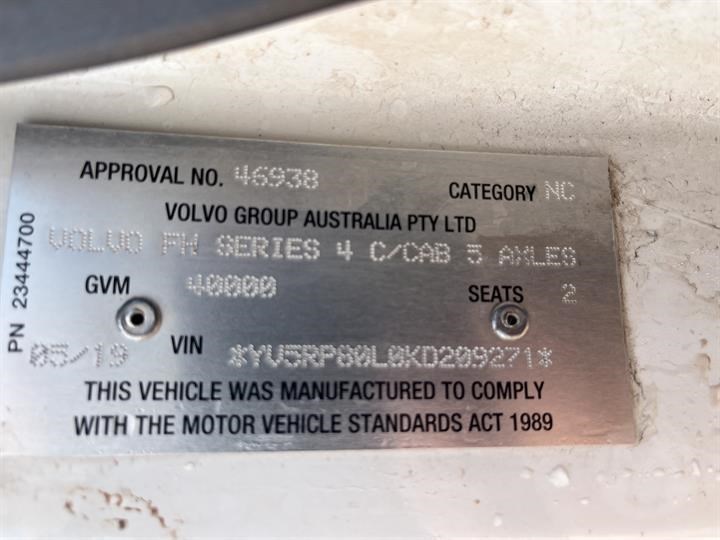 APPROVAL NO. 46938 CATEGORY NC
VOLVO GROUP AUSTRALIA PTY LTD
VOLVO FH SERIES 4 C/CAB 5 AXLES
GVM 40000 SEATS 2
05/19 VIN *YV5RP80L0KD209271*
THIS VEHICLE WAS MANUFACTURED TO COMPLY
WITH THE MOTOR VEHICLE STANDARDS ACT 1989
PN 23444700